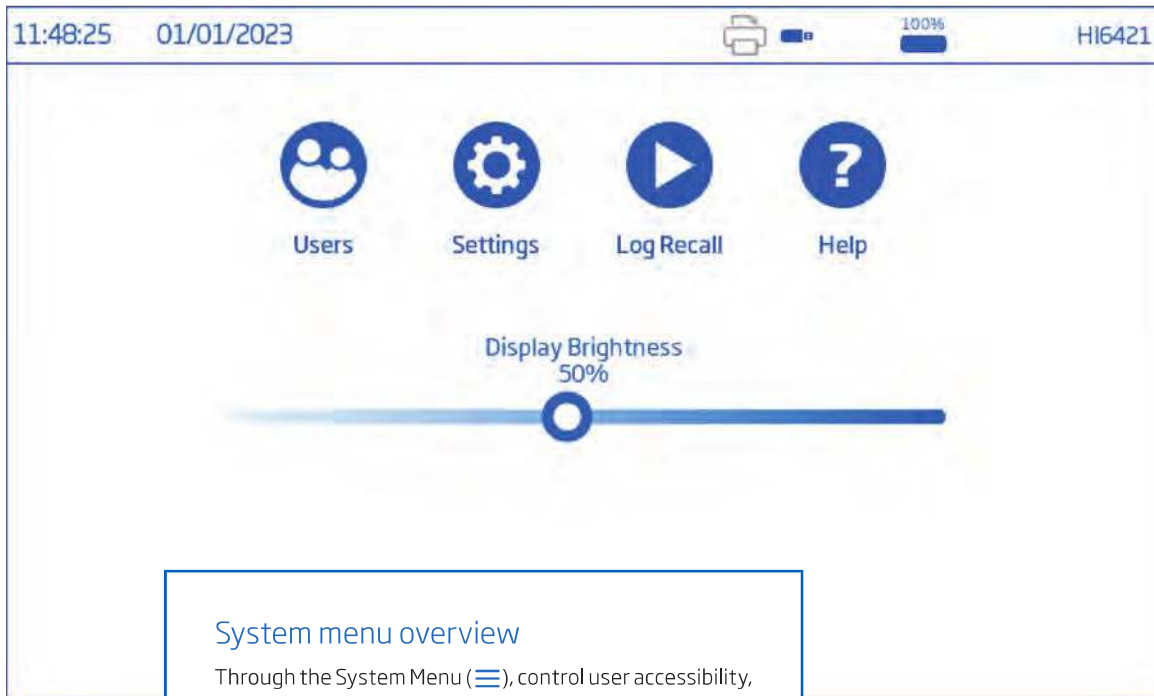 11:48:25 01/01/2023 100% HI6421
Users Settings Log Recall Help
Display Brightness
50%
System menu overview
Through the System Menu (☰), control user accessibility,